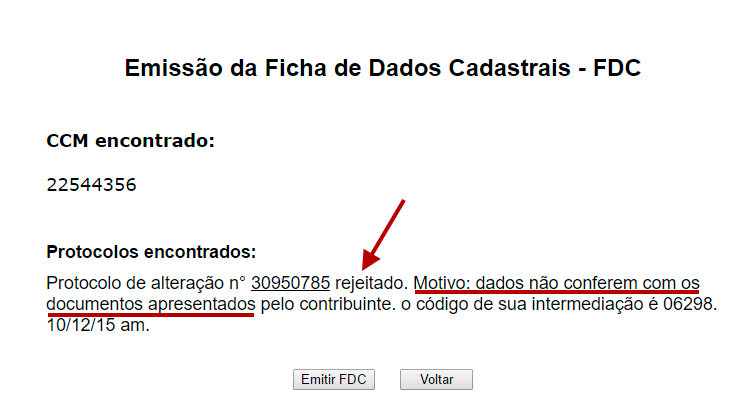 Emissão da Ficha de Dados Cadastrais - FDC
CCM encontrado:
22544356
Protocolos encontrados:
Protocolo de alteração n° 30950785 rejeitado. Motivo: dados não conferem com os
documentos apresentados pelo contribuinte. o código de sua intermediação é 06298.
10/12/15 am.
Emitir FDC Voltar